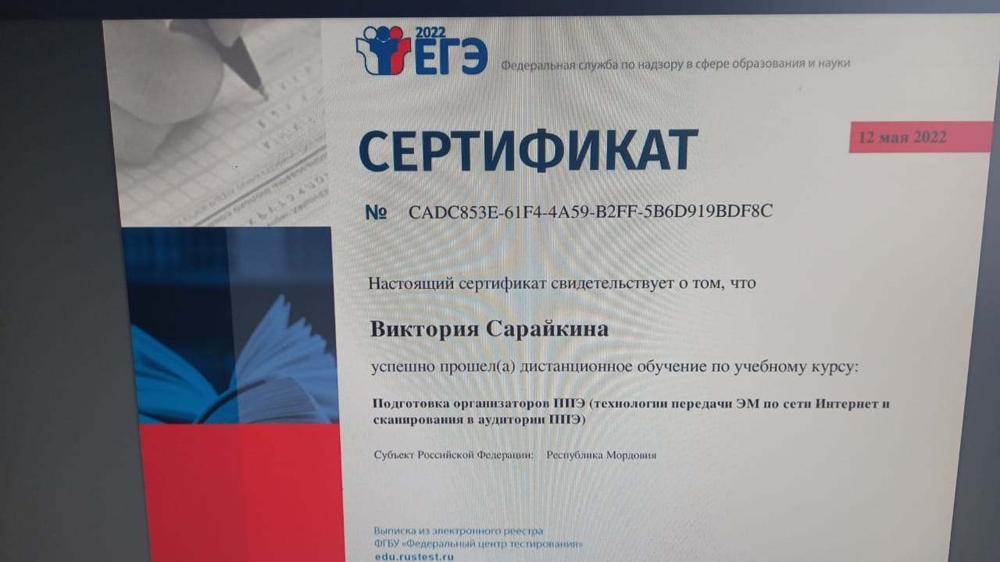 2022
ЕГЭ
Федеральная служба по надзору в сфере образования и науки
СЕРТИФИКАТ
12 мая 2022
№ CADC853E-61F4-4A59-B2FF-5B6D919BDF8C
Настоящий сертификат свидетельствует о том, что
Виктория Сарайкина
успешно прошел(а) дистанционное обучение по учебному курсу:
Подготовка организаторов ППЭ (технологии передачи ЭМ по сети Интернет и
сканирования в аудитории ППЭ)
Субъект Российской Федерации: Республика Мордовия
Выписка из электронного реестра
ФГБУ «Федеральный центр тестирования»
edu.rustest.ru